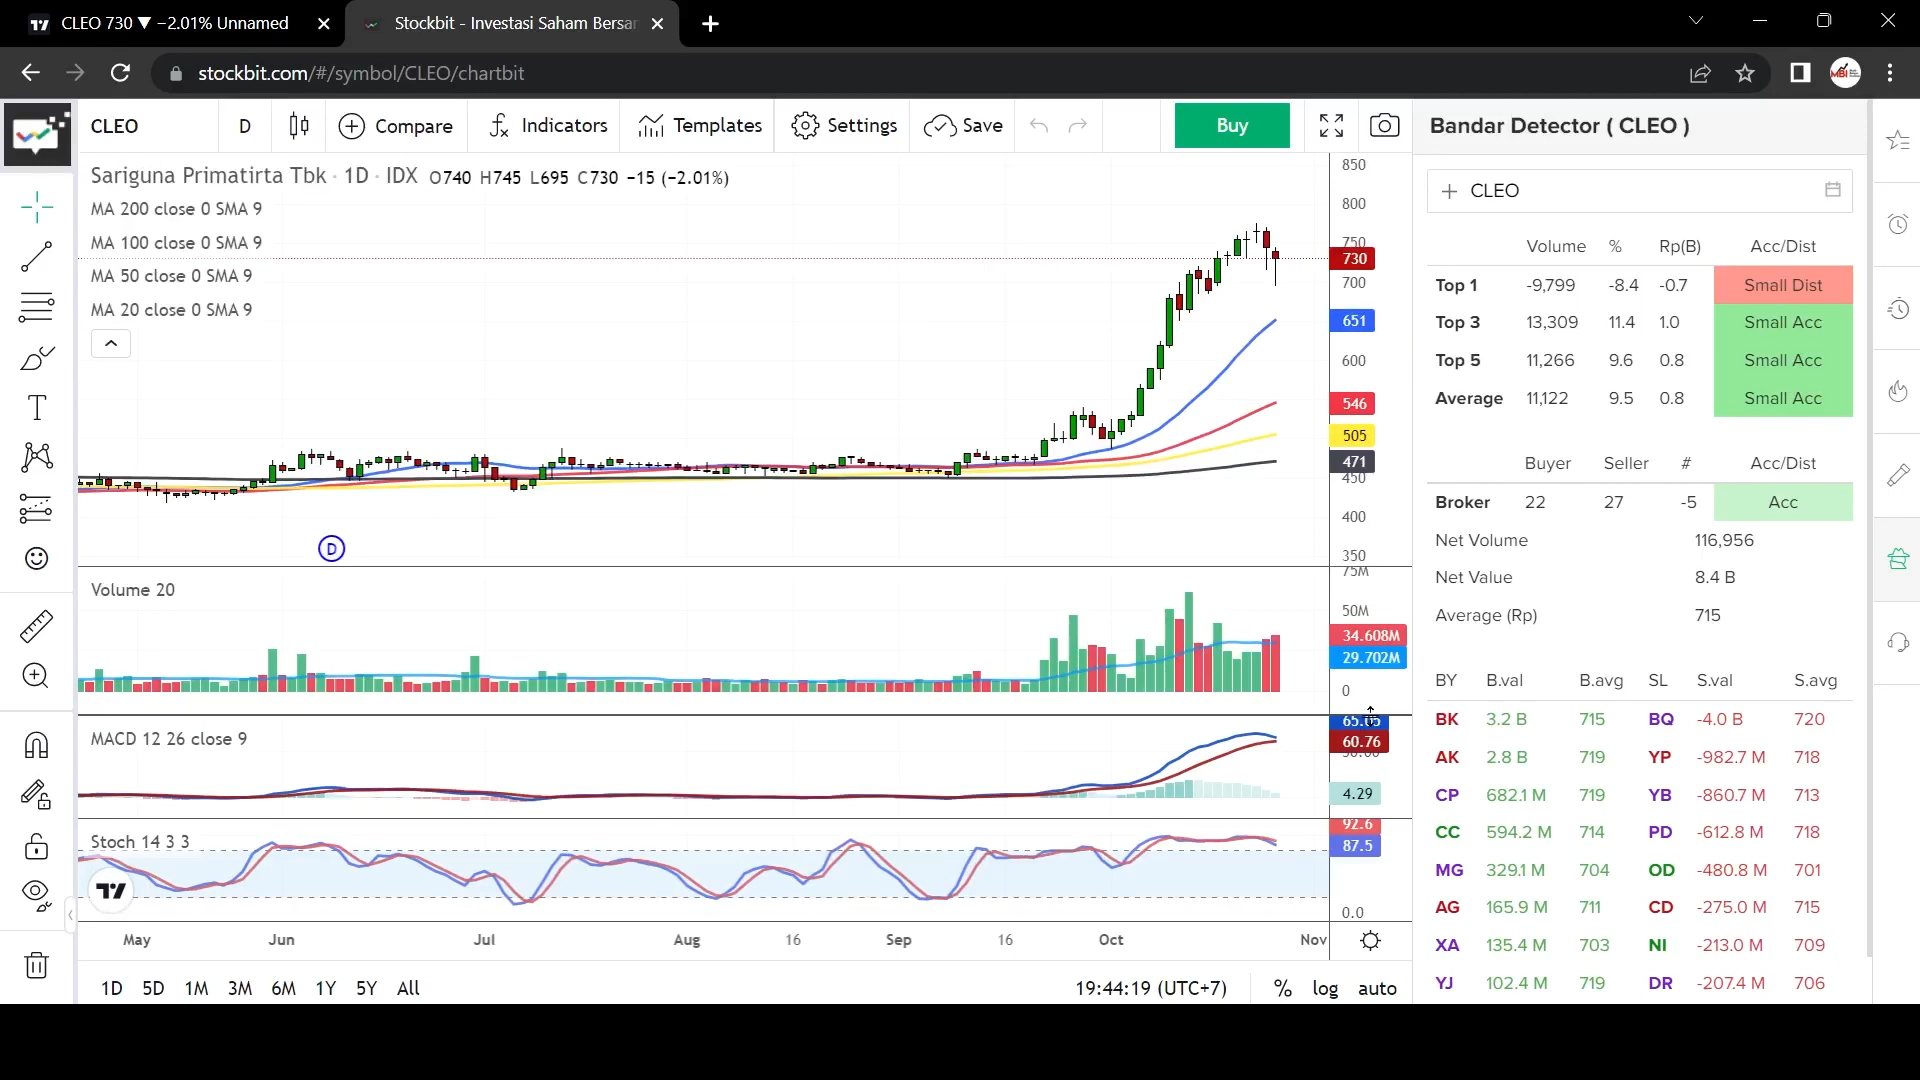 CLEO 730 ▼ −2.01% Unnamed
Stockbit - Investasi Saham Bersa
stockbit.com/#/symbol/CLEO/chartbit
CLEO D Compare Indicators Templates Settings Save Buy
Sariguna Primatirta Tbk · 1D · IDX O740 H745 L695 C730 −15 (−2.01%)
MA 200 close 0 SMA 9
MA 100 close 0 SMA 9
MA 50 close 0 SMA 9
MA 20 close 0 SMA 9
850
800
750
730
700
651
600
546
505
471
450
400
350
D
Volume 20
75M
50M
34.608M
29.702M
0
MACD 12 26 close 9
65.05
60.76
4.29
Stoch 14 3 3
92.6
87.5
0.0
May Jun Jul Aug 16 Sep 16 Oct Nov
1D 5D 1M 3M 6M 1Y 5Y All 19:44:19 (UTC+7) % log auto
Bandar Detector ( CLEO )
CLEO
Volume % Rp(B) Acc/Dist
Top 1 -9,799 -8.4 -0.7 Small Dist
Top 3 13,309 11.4 1.0 Small Acc
Top 5 11,266 9.6 0.8 Small Acc
Average 11,122 9.5 0.8 Small Acc
Buyer Seller # Acc/Dist
Broker 22 27 -5 Acc
Net Volume 116,956
Net Value 8.4 B
Average (Rp) 715
BY B.val B.avg SL S.val S.avg
BK 3.2 B 715 BQ -4.0 B 720
AK 2.8 B 719 YP -982.7 M 718
CP 682.1 M 719 YB -860.7 M 713
CC 594.2 M 714 PD -612.8 M 718
MG 329.1 M 704 OD -480.8 M 701
AG 165.9 M 711 CD -275.0 M 715
XA 135.4 M 703 NI -213.0 M 709
YJ 102.4 M 719 DR -207.4 M 706